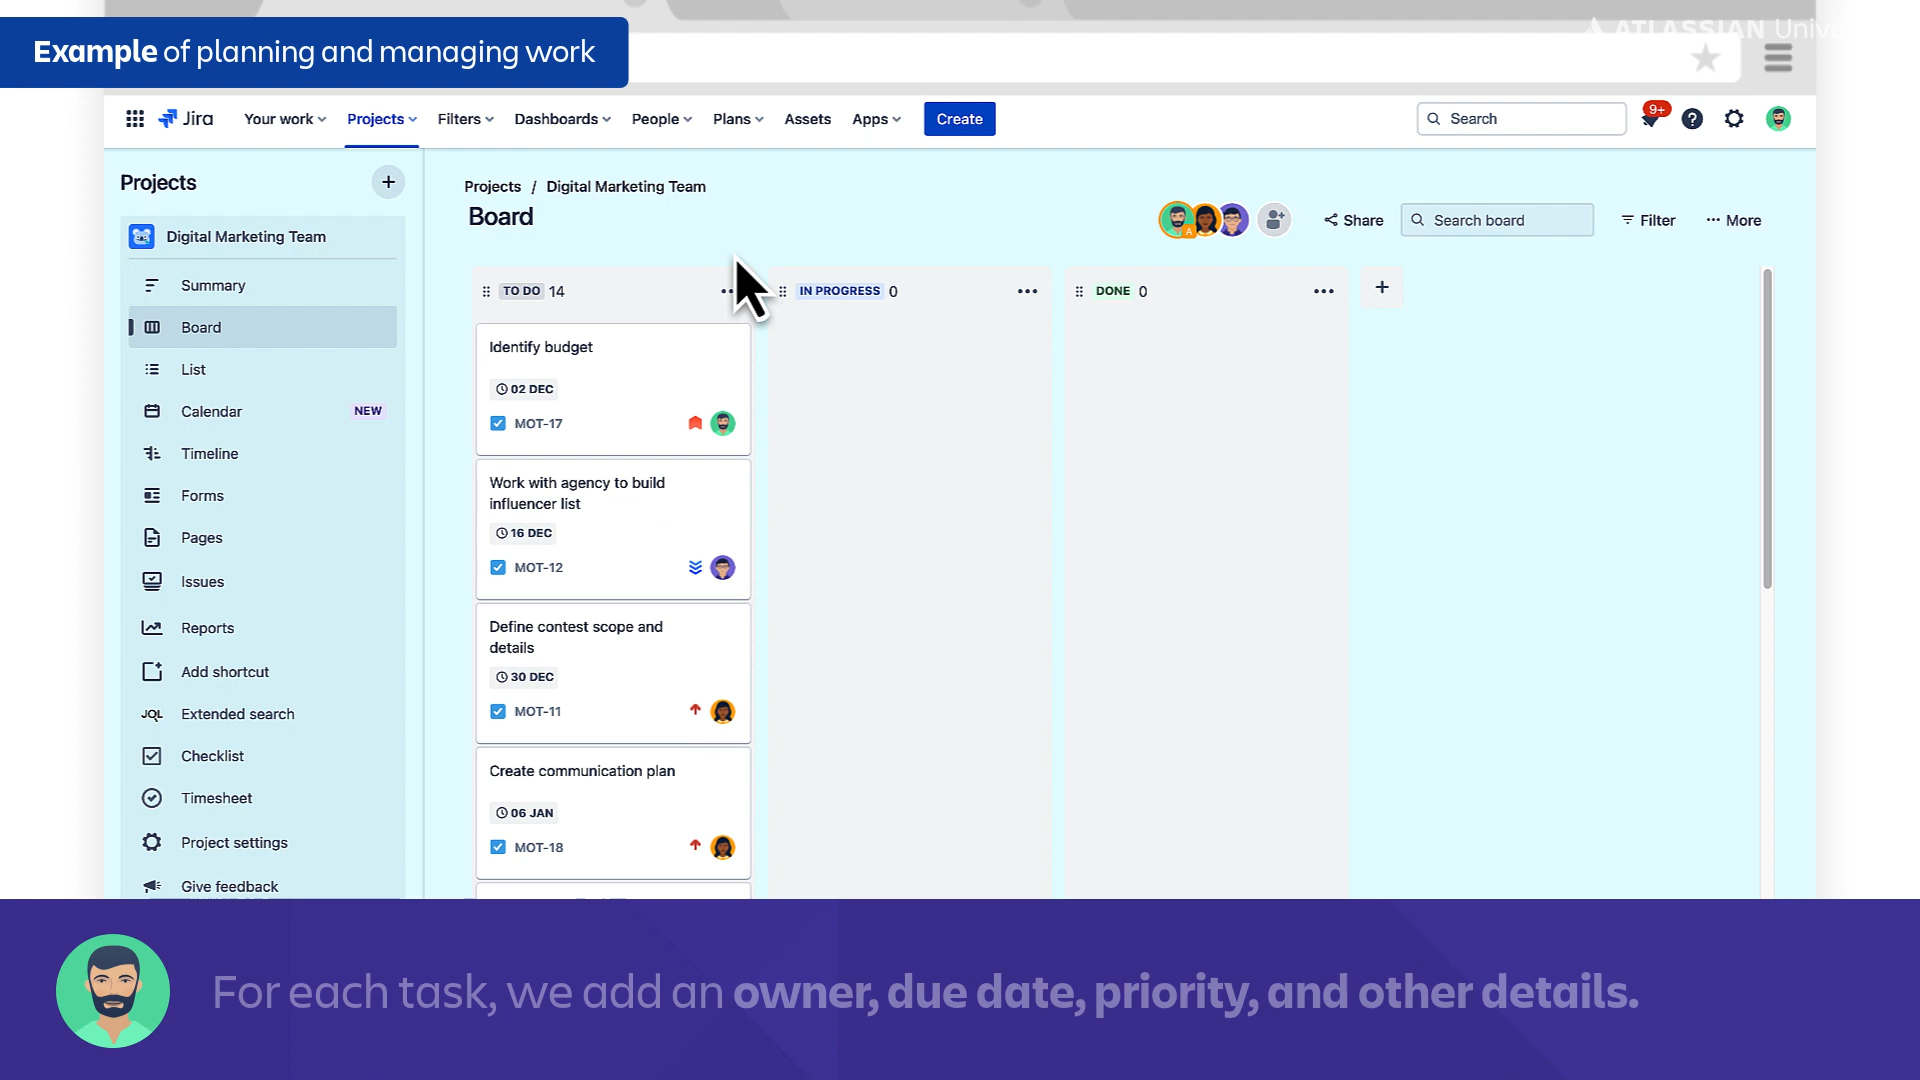 Example of planning and managing work
ATLASSIAN
Jira
Your work
Projects
Filters
Dashboards
People
Plans
Assets
Apps
Create
Search
9+
Projects
Digital Marketing Team
Summary
Board
List
Calendar NEW
Timeline
Forms
Pages
Issues
Reports
Add shortcut
JQL Extended search
Checklist
Timesheet
Project settings
Give feedback
Projects / Digital Marketing Team
Board
A
Share
Search board
Filter
More
TO DO 14
Identify budget
02 DEC
MOT-17
Work with agency to build
influencer list
16 DEC
MOT-12
Define contest scope and
details
30 DEC
MOT-11
Create communication plan
06 JAN
MOT-18
IN PROGRESS 0
DONE 0
For each task, we add an owner, due date, priority, and other details.